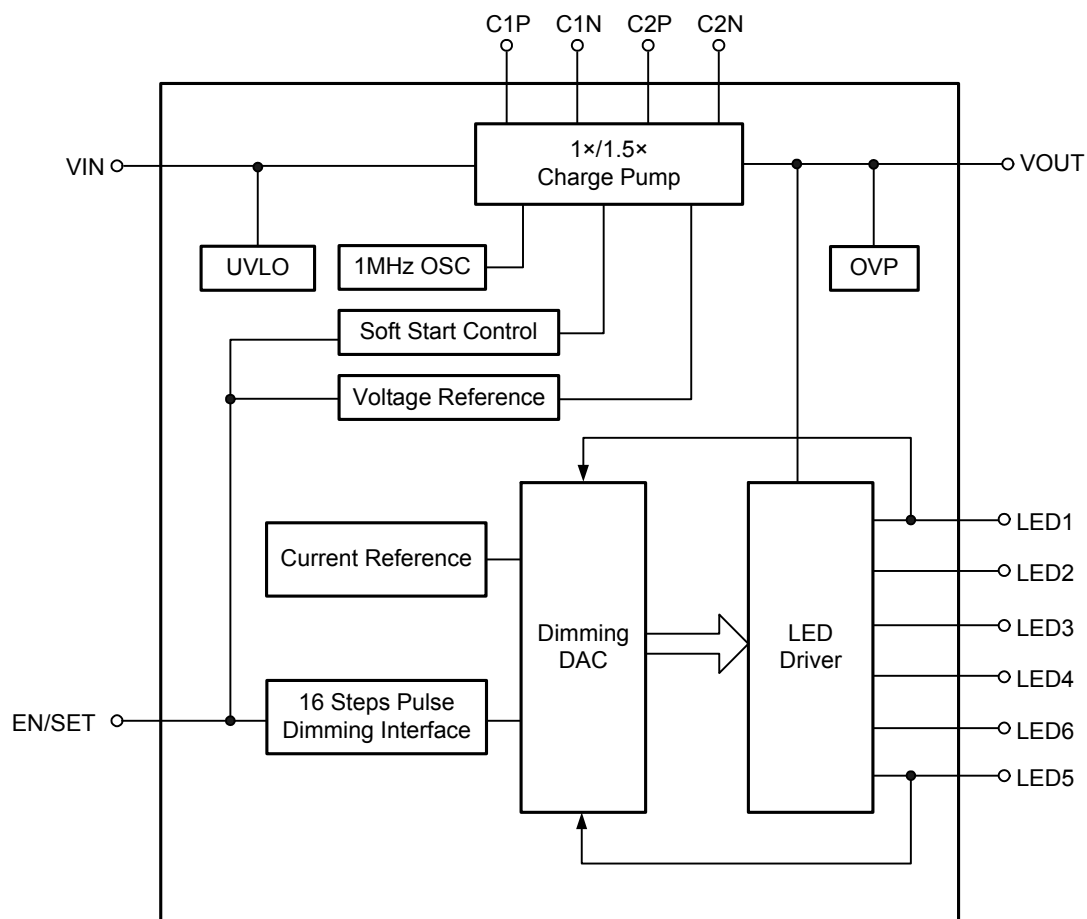 C1P C1N C2P C2N
1×/1.5×
Charge Pump
VIN
VOUT
UVLO
1MHz OSC
OVP
Soft Start Control
Voltage Reference
LED1
Current Reference
LED2
LED3
Dimming
DAC
LED
Driver
LED4
16 Steps Pulse
Dimming Interface
EN/SET
LED6
LED5